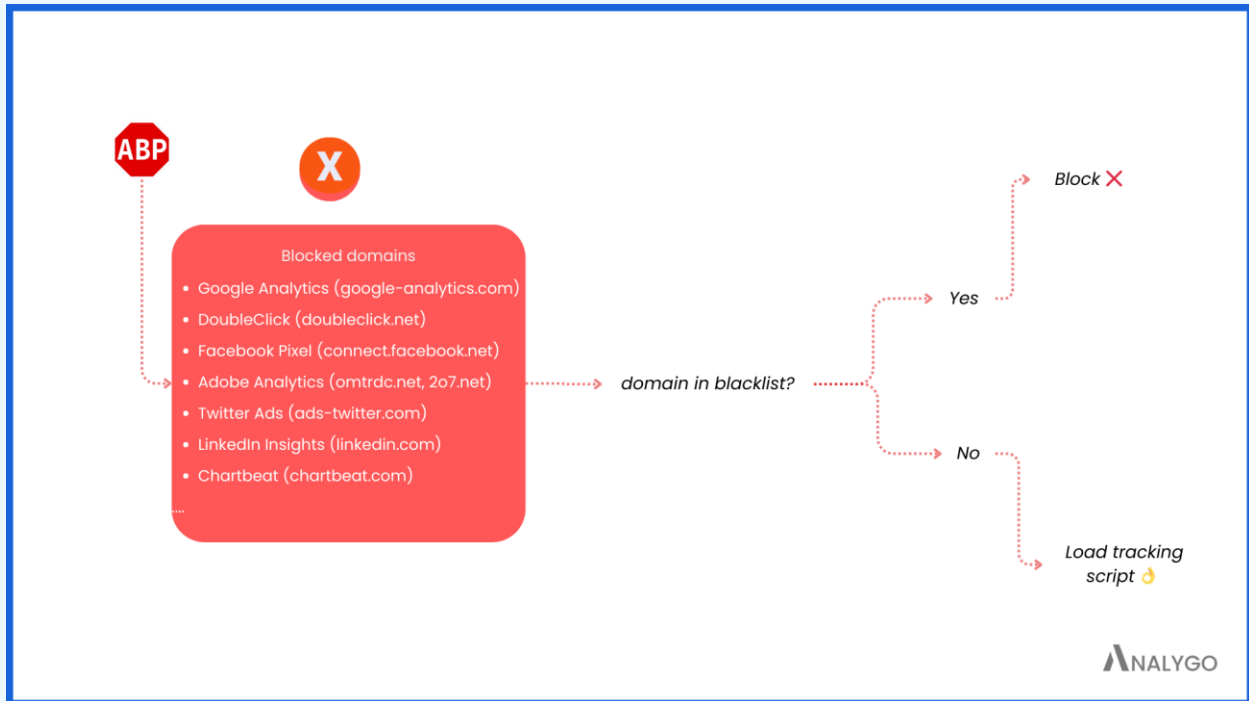 ABP
X
Blocked domains
• Google Analytics (google-analytics.com)
• DoubleClick (doubleclick.net)
• Facebook Pixel (connect.facebook.net)
• Adobe Analytics (omtrdc.net, 2o7.net)
• Twitter Ads (ads-twitter.com)
• LinkedIn Insights (linkedin.com)
• Chartbeat (chartbeat.com)
....
domain in blacklist?
Yes
Block ❌
No
Load tracking
script 👌
ANALYGO